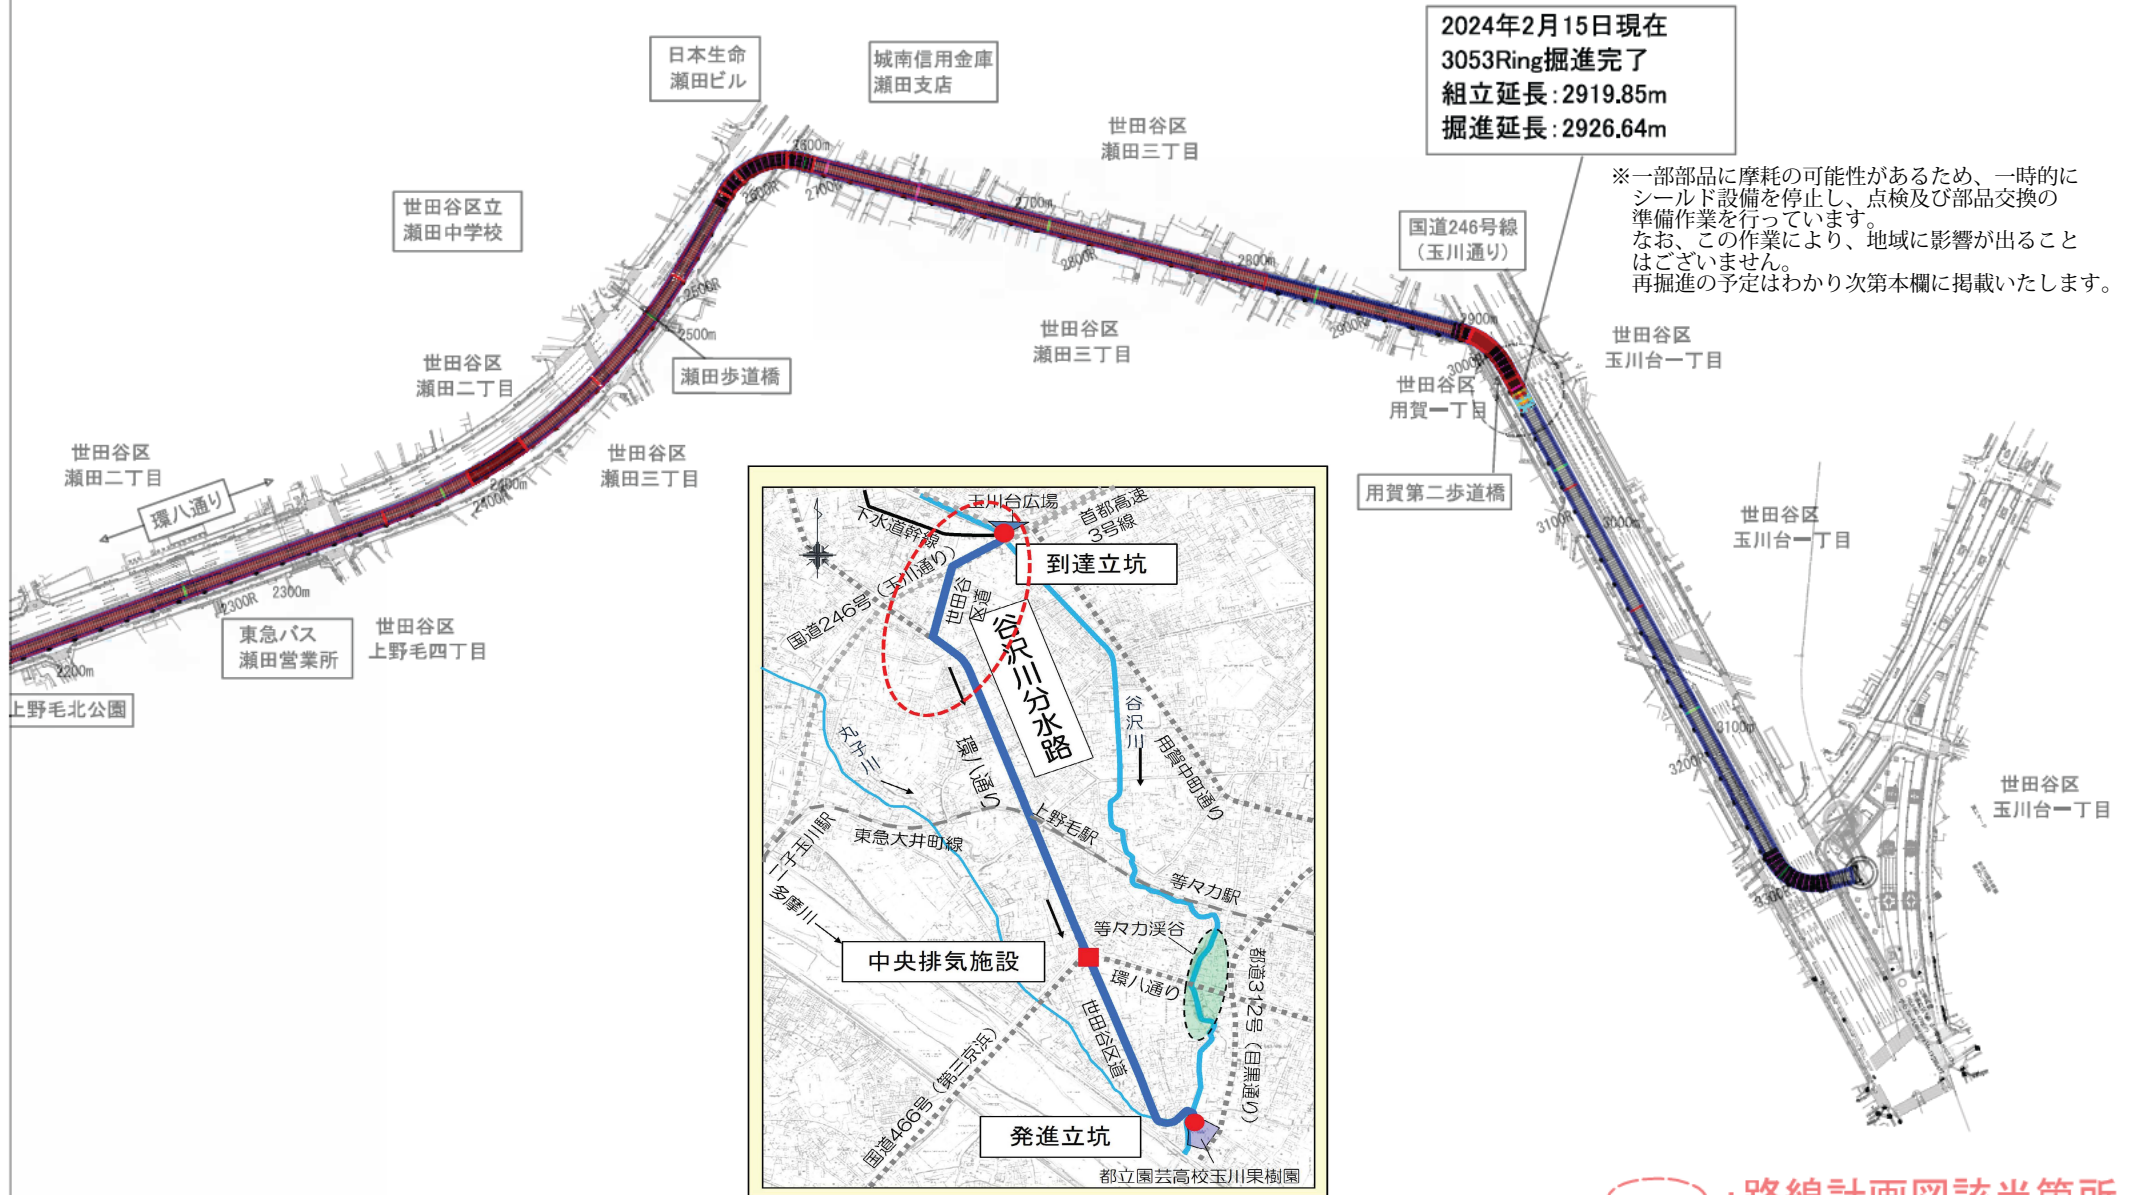 2024年2月15日現在
3053Ring掘進完了
組立延長:2919.85m
掘進延長:2926.64m
※一部部品に摩耗の可能性があるため、一時的に
シールド設備を停止し、点検及び部品交換の
準備作業を行っています。
なお、この作業により、地域に影響が出ること
はございません。
再掘進の予定はわかり次第本欄に掲載いたします。
日本生命
瀬田ビル
城南信用金庫
瀬田支店
世田谷区
瀬田三丁目
世田谷区立
瀬田中学校
国道246号線
(玉川通り)
2600m
2600R
2700R
2700m
2800R
2800m
2900R
2900m
3000R
2500R
2500m
瀬田歩道橋
世田谷区
瀬田三丁目
世田谷区
玉川台一丁目
世田谷区
用賀一丁目
世田谷区
瀬田二丁目
世田谷区
瀬田二丁目
環八通り
世田谷区
瀬田三丁目
2400m
2400R
2300R
2300m
2200m
東急バス
瀬田営業所
世田谷区
上野毛四丁目
上野毛北公園
用賀第二歩道橋
3100R
3000m
世田谷区
玉川台一丁目
3100m
3200R
3300R
世田谷区
玉川台一丁目
玉川台広場
下水道幹線
首都高速
3号線
到達立坑
国道246号(玉川通り)
世田谷
区道
谷沢川分水路
谷沢川
丸子川
環八通り
用賀中町通り
上野毛駅
東急大井町線
二子玉川駅
多摩川
等々力駅
等々力渓谷
中央排気施設
環八通り
都道312号(目黒通り)
世田谷区道
国道466号(第三京浜)
発進立坑
都立園芸高校玉川果樹園
:路線計画図該当箇所